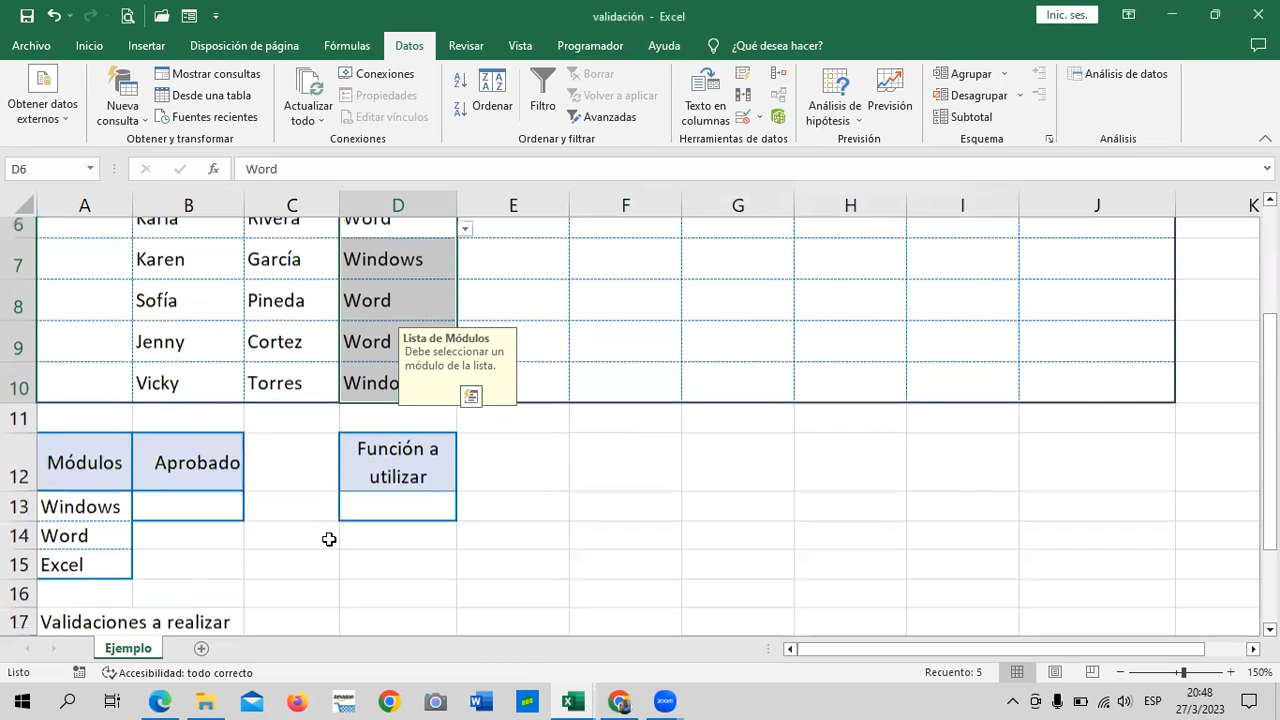 validación - Excel
Inic. ses.
Archivo Inicio Insertar Disposición de página Fórmulas Datos Revisar Vista Programador Ayuda ¿Qué desea hacer?
Obtener datos externos
Nueva consulta
Mostrar consultas
Desde una tabla
Fuentes recientes
Obtener y transformar
Actualizar todo
Conexiones
Propiedades
Editar vínculos
Conexiones
Ordenar
Filtro
Borrar
Volver a aplicar
Avanzadas
Ordenar y filtrar
Texto en columnas
Herramientas de datos
Análisis de hipótesis
Previsión
Previsión
Agrupar
Desagrupar
Subtotal
Esquema
Análisis de datos
Análisis
D6 fx Word
A B C D E F G H I J K
6 Karla Rivera Word
7 Karen García Windows
8 Sofía Pineda Word
9 Jenny Cortez Word
10 Vicky Torres Windo
Lista de Módulos
Debe seleccionar un
módulo de la lista.
11
12 Módulos Aprobado Función a utilizar
13 Windows
14 Word
15 Excel
16
17 Validaciones a realizar
Ejemplo
Listo Accesibilidad: todo correcto Recuento: 5 150%
amazon
zoom
ESP
20:48
27/3/2023